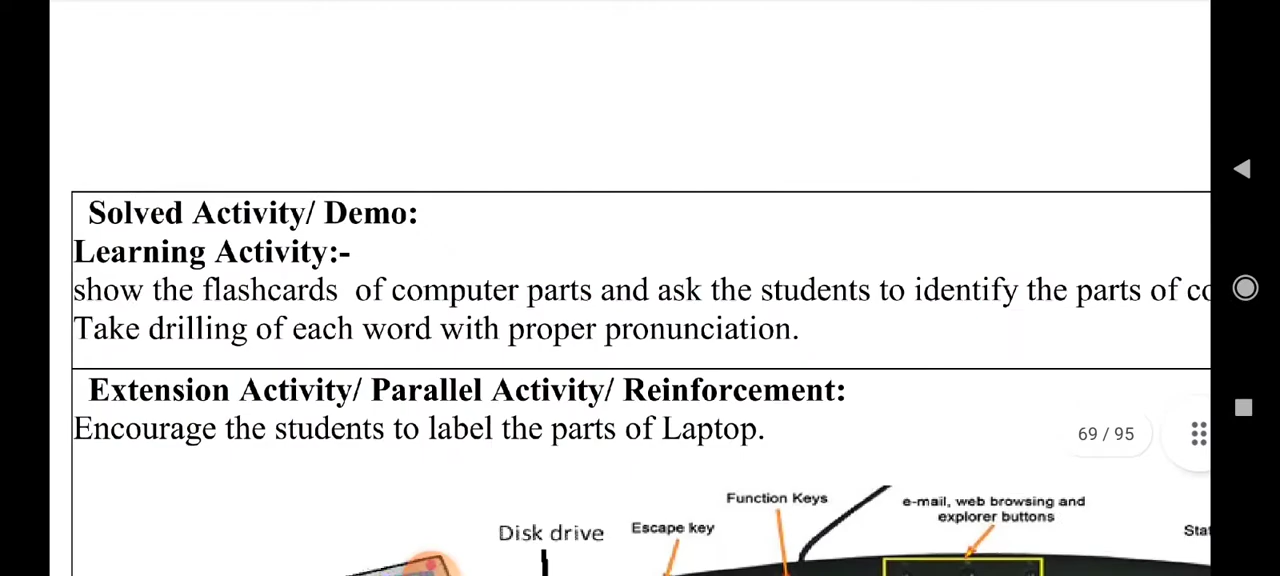 Solved Activity/ Demo:
Learning Activity:-
show the flashcards of computer parts and ask the students to identify the parts of co
Take drilling of each word with proper pronunciation.
Extension Activity/ Parallel Activity/ Reinforcement:
Encourage the students to label the parts of Laptop.
69 / 95
Function Keys
e-mail, web browsing and
explorer buttons
Disk drive
Escape key
Stat